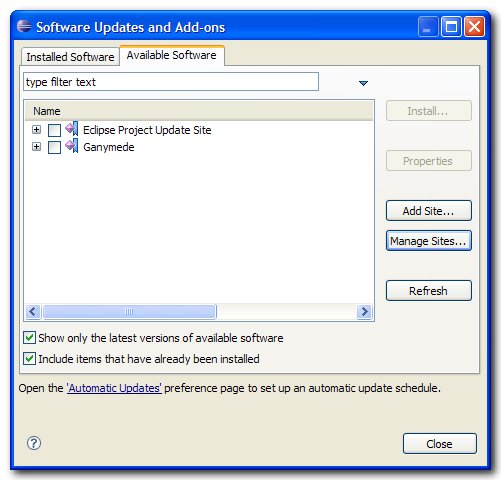 Software Updates and Add-ons
Installed Software
Available Software
type filter text
Name
Eclipse Project Update Site
Ganymede
Install...
Properties
Add Site...
Manage Sites...
Refresh
Show only the latest versions of available software
Include items that have already been installed
Open the 'Automatic Updates' preference page to set up an automatic update schedule.
?
Close